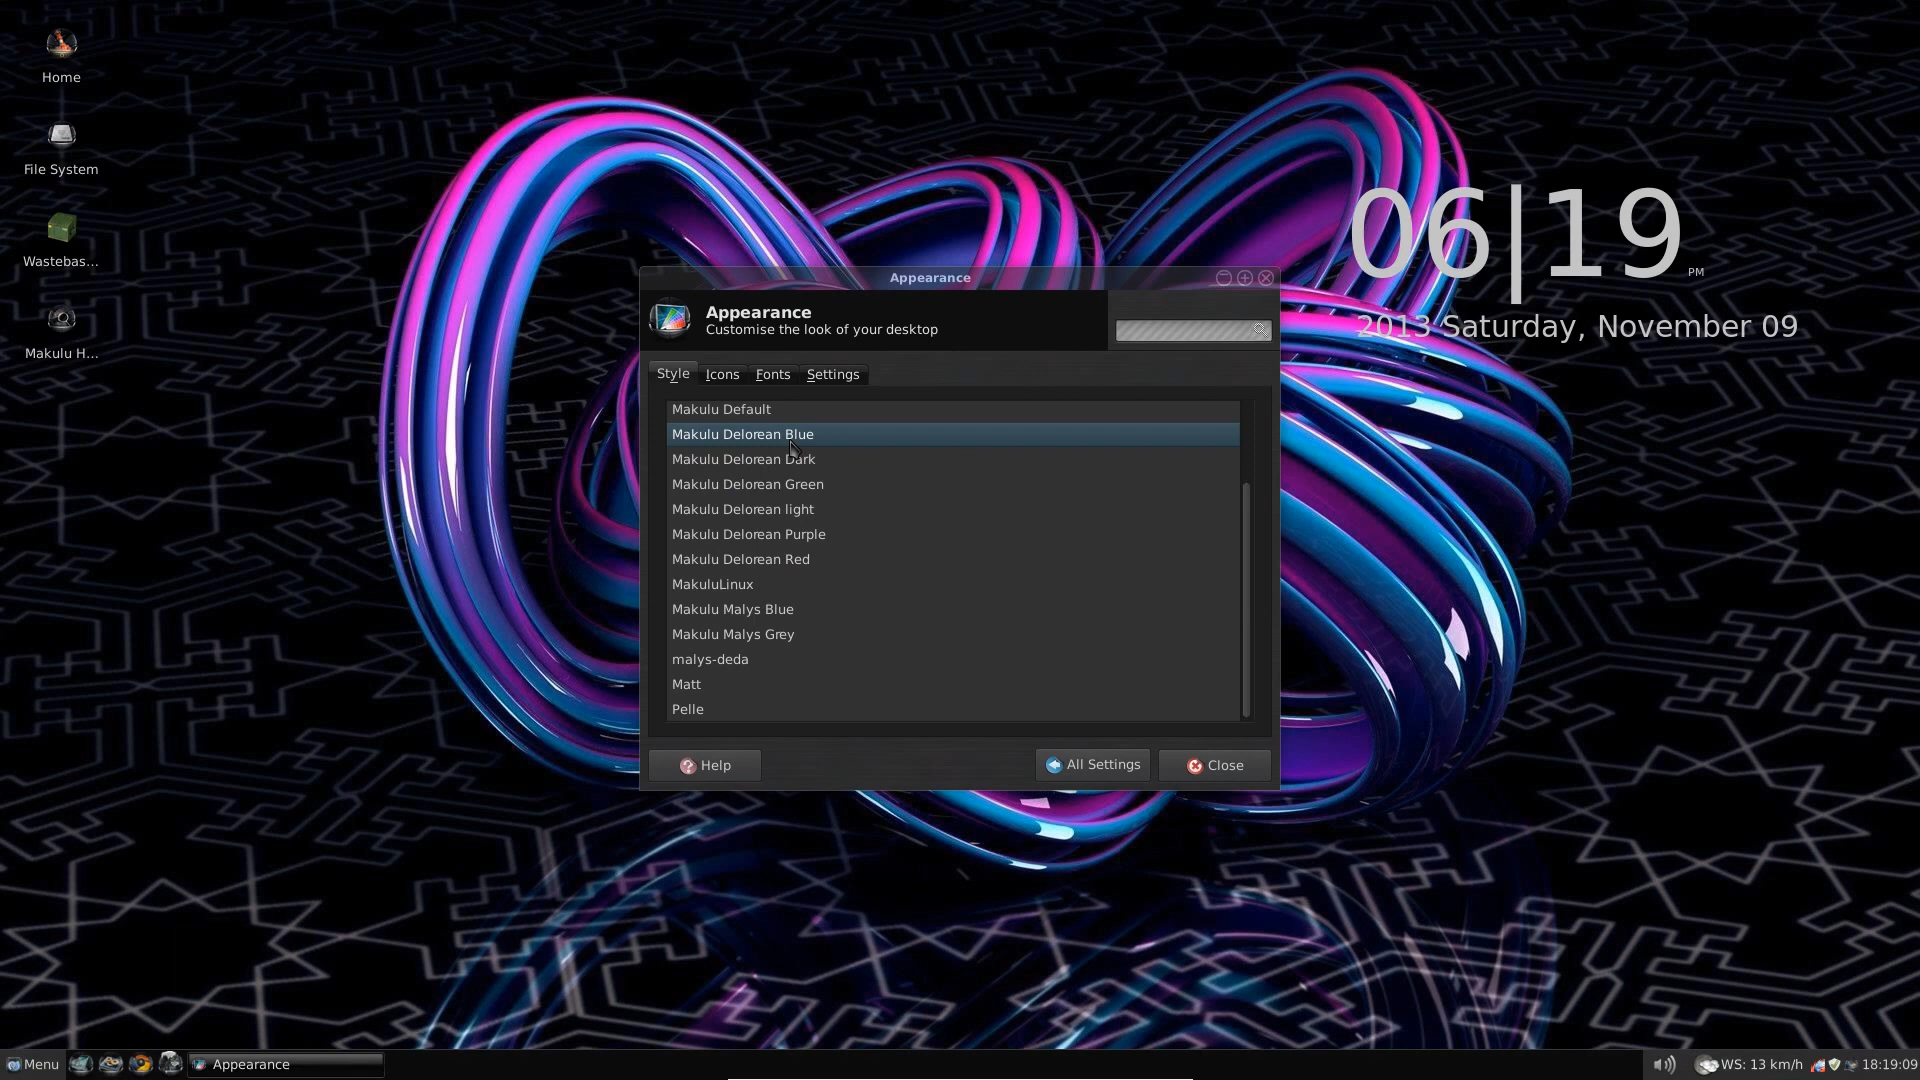 Home
File System
Wastebas...
Makulu H...
06|19
PM
2013 Saturday, November 09
Appearance
Appearance
Customise the look of your desktop
Style
Icons
Fonts
Settings
Makulu Default
Makulu Delorean Blue
Makulu Delorean Dark
Makulu Delorean Green
Makulu Delorean light
Makulu Delorean Purple
Makulu Delorean Red
MakuluLinux
Makulu Malys Blue
Makulu Malys Grey
malys-deda
Matt
Pelle
Help
All Settings
Close
Menu
Appearance
WS: 13 km/h
18:19:09